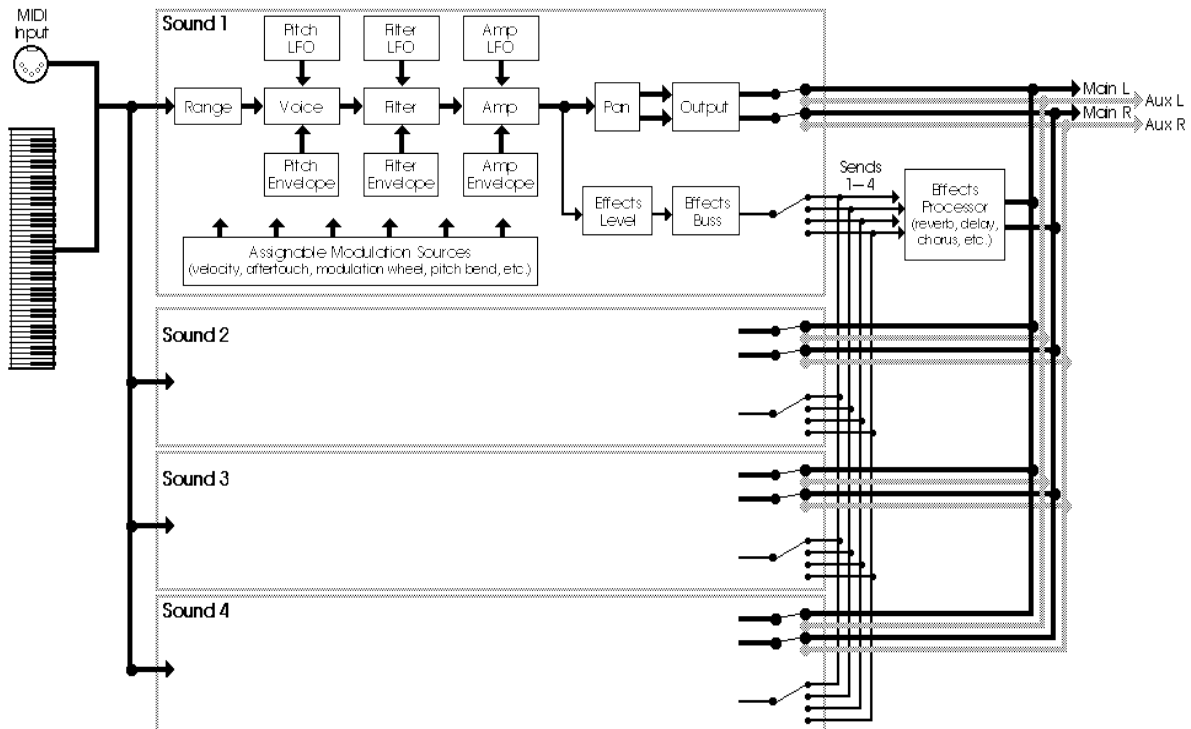 MIDI
Input
Sound 1
Pitch
LFO
Filter
LFO
Amp
LFO
Range
Voice
Filter
Amp
Pan
Output
Main L
Aux L
Main R
Aux R
Pitch
Envelope
Filter
Envelope
Amp
Envelope
Effects
Level
Effects
Buss
Sends
1—4
Effects
Processor
(reverb, delay,
chorus, etc.)
Assignable Modulation Sources
(velocity, aftertouch, modulation wheel, pitch bend, etc.)
Sound 2
Sound 3
Sound 4